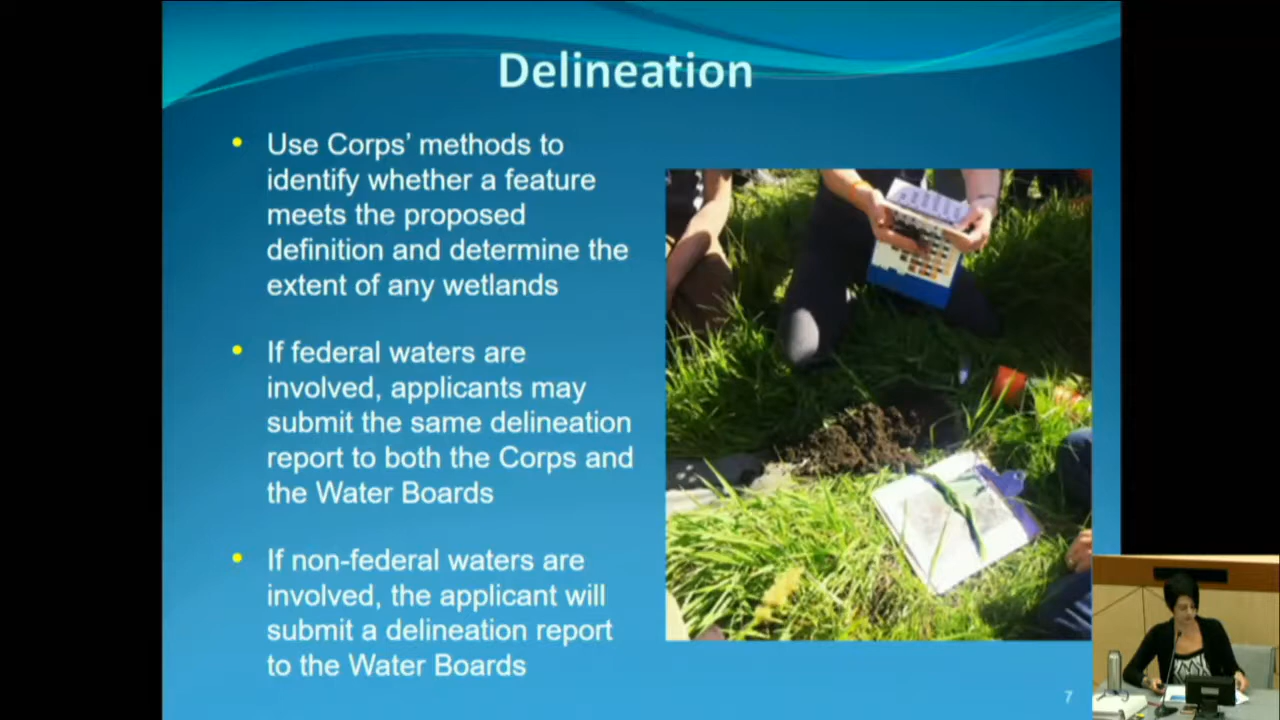 Delineation
• Use Corps' methods to
identify whether a feature
meets the proposed
definition and determine the
extent of any wetlands
• If federal waters are
involved, applicants may
submit the same delineation
report to both the Corps and
the Water Boards
• If non-federal waters are
involved, the applicant will
submit a delineation report
to the Water Boards
7